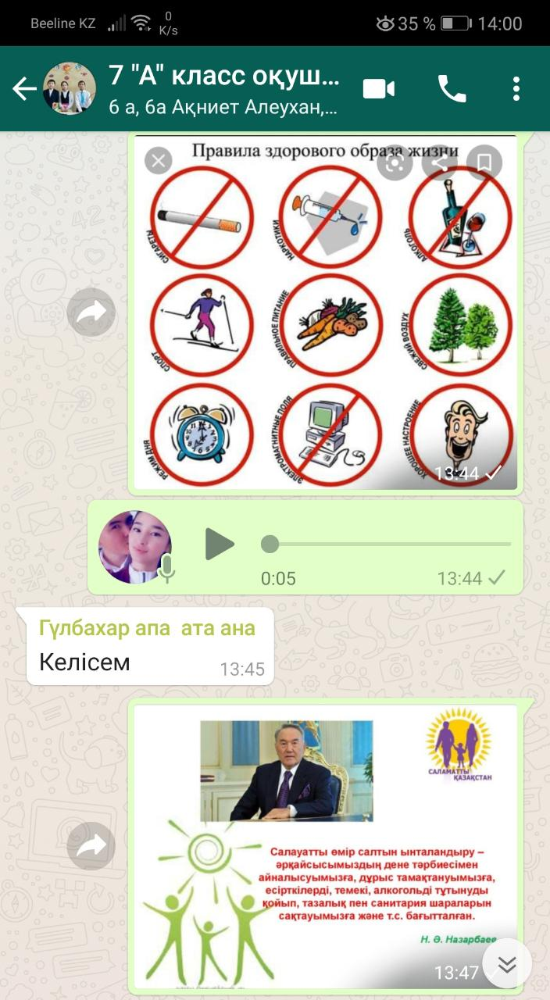 Beeline KZ
0
K/s
35 %
14:00
7 "А" класс оқуш...
6 а, 6а Ақниет Алеухан,...
Правила здорового образа жизни
СИГАРЕТЫ
НАРКОТИКИ
АЛКОГОЛЬ
СПОРТ
ПРАВИЛЬНОЕ ПИТАНИЕ
СВЕЖИЙ ВОЗДУХ
РЕЖИМ ДНЯ
ЭЛЕКТРОМАГНИТНЫЕ ПОЛЯ
ХОРОШЕЕ НАСТРОЕНИЕ
13:44
0:05
13:44
Гүлбахар апа ата ана
Келісем
13:45
САЛАМАТТЫ
ҚАЗАҚСТАН
Салауатты өмір салтын ынталандыру –
әрқайсысымыздың дене тәрбиесімен
айналысуымызға, дұрыс тамақтануымызға,
есірткілерді, темекі, алкогольді тұтынуды
қойып, тазалық пен санитария шараларын
сақтауымызға және т.с. бағытталған.
Н. Ә. Назарбаев
13:47